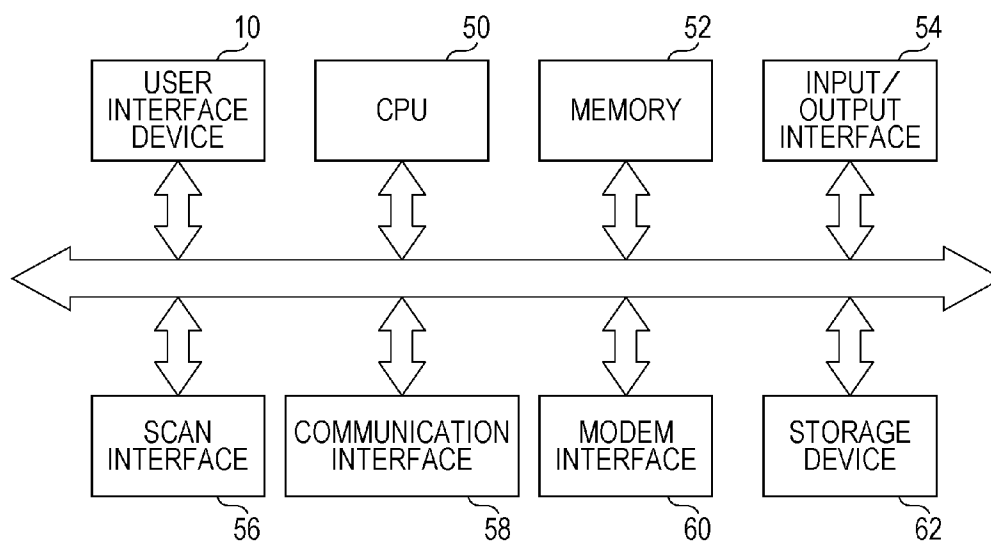 10
50
52
54
USER
INTERFACE
DEVICE
CPU
MEMORY
INPUT/
OUTPUT
INTERFACE
SCAN
INTERFACE
COMMUNICATION
INTERFACE
MODEM
INTERFACE
STORAGE
DEVICE
56
58
60
62